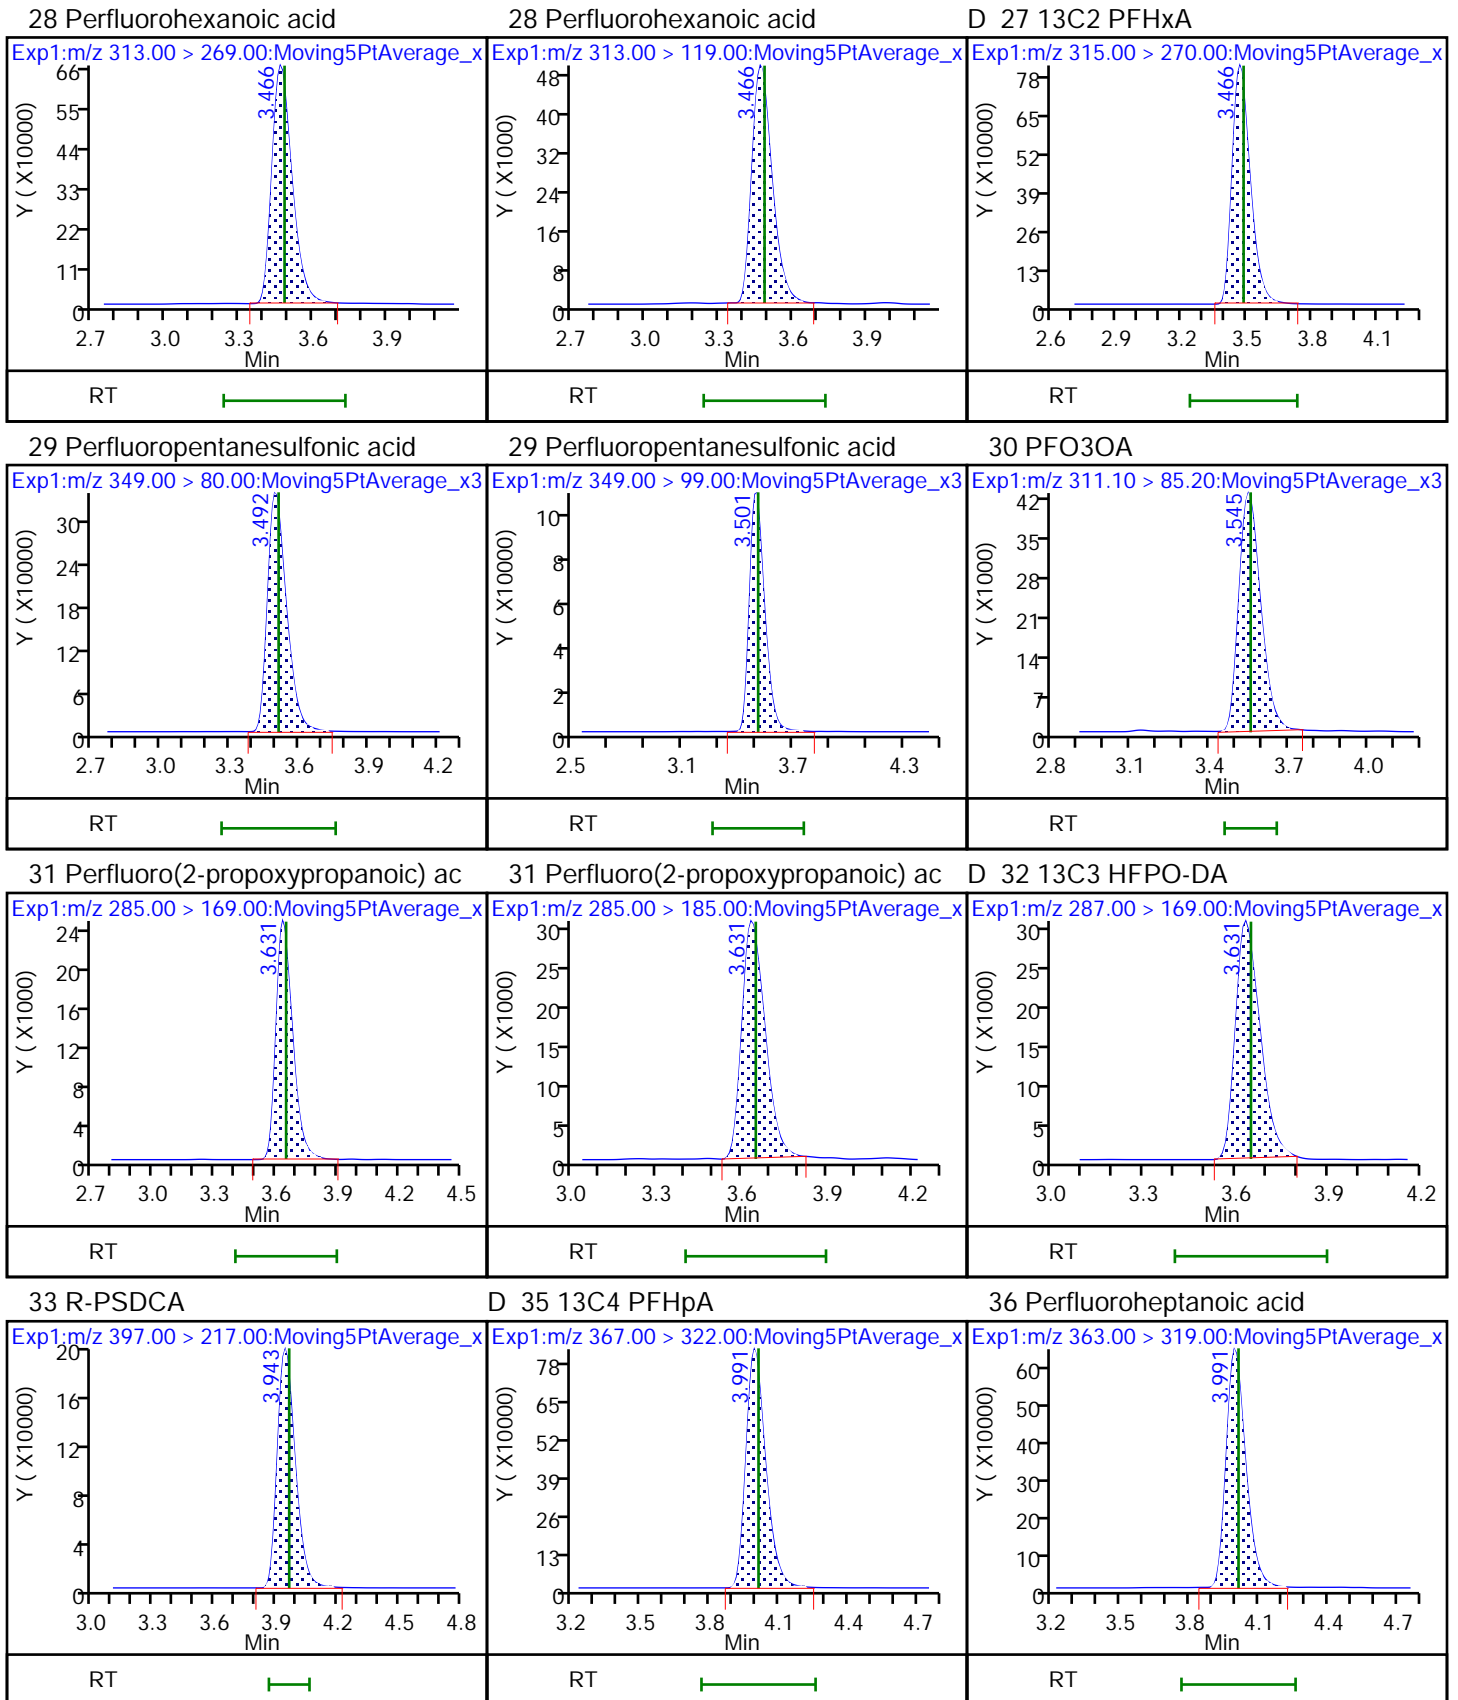 28 Perfluorohexanoic acid
Exp1:m/z 313.00 > 269.00:Moving5PtAverage_x
Y ( X10000)
66
55
44
33
22
11
0
3.466
2.7 3.0 3.3 3.6 3.9
Min
RT
28 Perfluorohexanoic acid
Exp1:m/z 313.00 > 119.00:Moving5PtAverage_x
Y ( X1000)
48
40
32
24
16
8
0
3.466
2.7 3.0 3.3 3.6 3.9
Min
RT
D 27 13C2 PFHxA
Exp1:m/z 315.00 > 270.00:Moving5PtAverage_x
Y ( X10000)
78
65
52
39
26
13
0
3.466
2.6 2.9 3.2 3.5 3.8 4.1
Min
RT
29 Perfluoropentanesulfonic acid
Exp1:m/z 349.00 > 80.00:Moving5PtAverage_x3
Y ( X10000)
30
24
18
12
6
0
3.492
2.7 3.0 3.3 3.6 3.9 4.2
Min
RT
29 Perfluoropentanesulfonic acid
Exp1:m/z 349.00 > 99.00:Moving5PtAverage_x3
Y ( X10000)
10
8
6
4
2
0
3.501
2.5 3.1 3.7 4.3
Min
RT
30 PFO3OA
Exp1:m/z 311.10 > 85.20:Moving5PtAverage_x3
Y ( X1000)
42
35
28
21
14
7
0
3.545
2.8 3.1 3.4 3.7 4.0
Min
RT
31 Perfluoro(2-propoxypropanoic) ac
Exp1:m/z 285.00 > 169.00:Moving5PtAverage_x
Y ( X1000)
24
20
16
12
8
4
0
3.631
2.7 3.0 3.3 3.6 3.9 4.2 4.5
Min
RT
31 Perfluoro(2-propoxypropanoic) ac
Exp1:m/z 285.00 > 185.00:Moving5PtAverage_x
Y ( X1000)
30
25
20
15
10
5
0
3.631
3.0 3.3 3.6 3.9 4.2
Min
RT
D 32 13C3 HFPO-DA
Exp1:m/z 287.00 > 169.00:Moving5PtAverage_x
Y ( X1000)
30
25
20
15
10
5
0
3.631
3.0 3.3 3.6 3.9 4.2
Min
RT
33 R-PSDCA
Exp1:m/z 397.00 > 217.00:Moving5PtAverage_x
Y ( X10000)
20
16
12
8
4
0
3.943
3.0 3.3 3.6 3.9 4.2 4.5 4.8
Min
RT
D 35 13C4 PFHpA
Exp1:m/z 367.00 > 322.00:Moving5PtAverage_x
Y ( X10000)
78
65
52
39
26
13
0
3.991
3.2 3.5 3.8 4.1 4.4 4.7
Min
RT
36 Perfluoroheptanoic acid
Exp1:m/z 363.00 > 319.00:Moving5PtAverage_x
Y ( X10000)
60
50
40
30
20
10
0
3.991
3.2 3.5 3.8 4.1 4.4 4.7
Min
RT